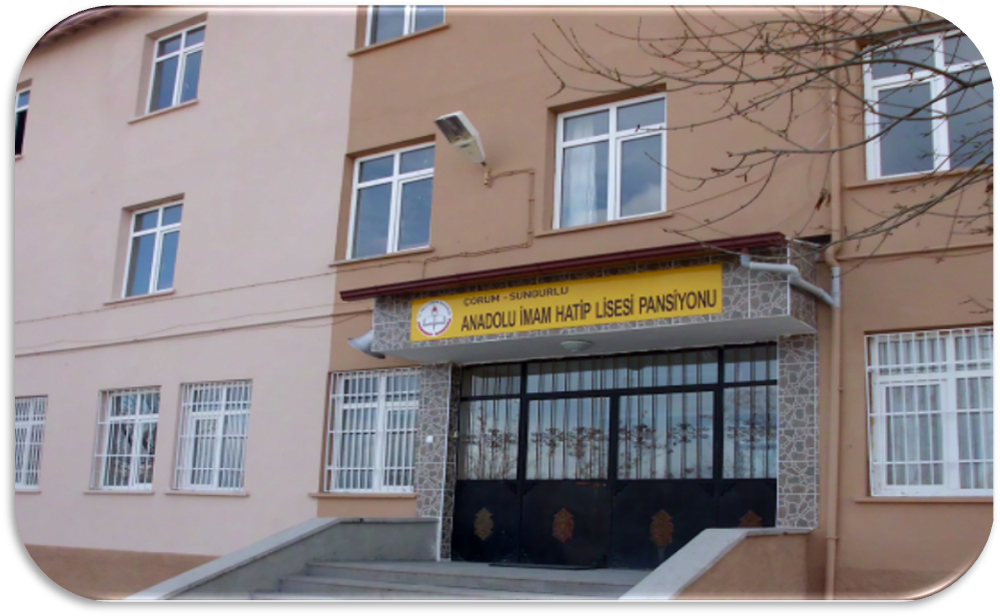 ÇORUM - SUNGURLU
ANADOLU İMAM HATİP LİSESİ PANSİYONU